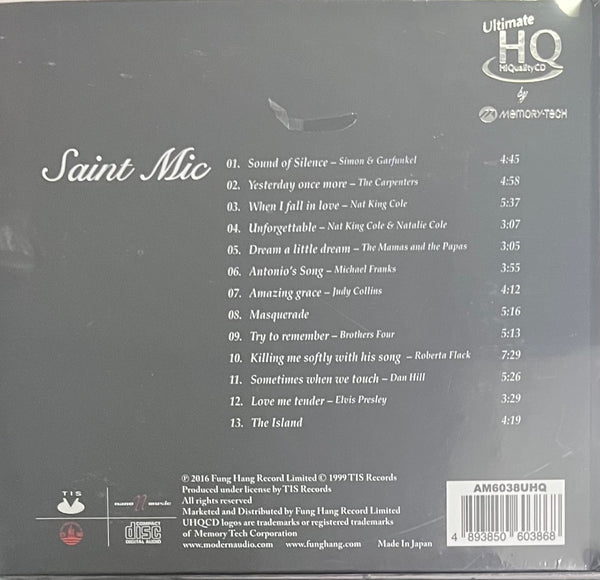 Ultimate
HQ
HiQualityCD
by
MEMORY-TECH
Saint Mic
01. Sound of Silence – Simon & Garfunkel 4:45
02. Yesterday once more – The Carpenters 4:58
03. When I fall in love – Nat King Cole 5:37
04. Unforgettable – Nat King Cole & Natalie Cole 3:07
05. Dream a little dream – The Mamas and the Papas 3:05
06. Antonio's Song – Michael Franks 3:55
07. Amazing grace – Judy Collins 4:12
08. Masquerade 5:16
09. Try to remember – Brothers Four 5:13
10. Killing me softly with his song – Roberta Flack 7:29
11. Sometimes when we touch – Dan Hill 5:26
12. Love me tender – Elvis Presley 3:29
13. The Island 4:19
℗ 2016 Fung Hang Record Limited © 1999 TIS Records
Produced under license by TIS Records
All rights reserved
Marketed and Distributed by Fung Hang Record Limited
UHQCD logos are trademarks or registered trademarks
of Memory Tech Corporation
www.modernaudio.com www.funghang.com Made In Japan
TIS
nano n music
COMPACT
disc
DIGITAL AUDIO
AM6038UHQ
4 893850 603868